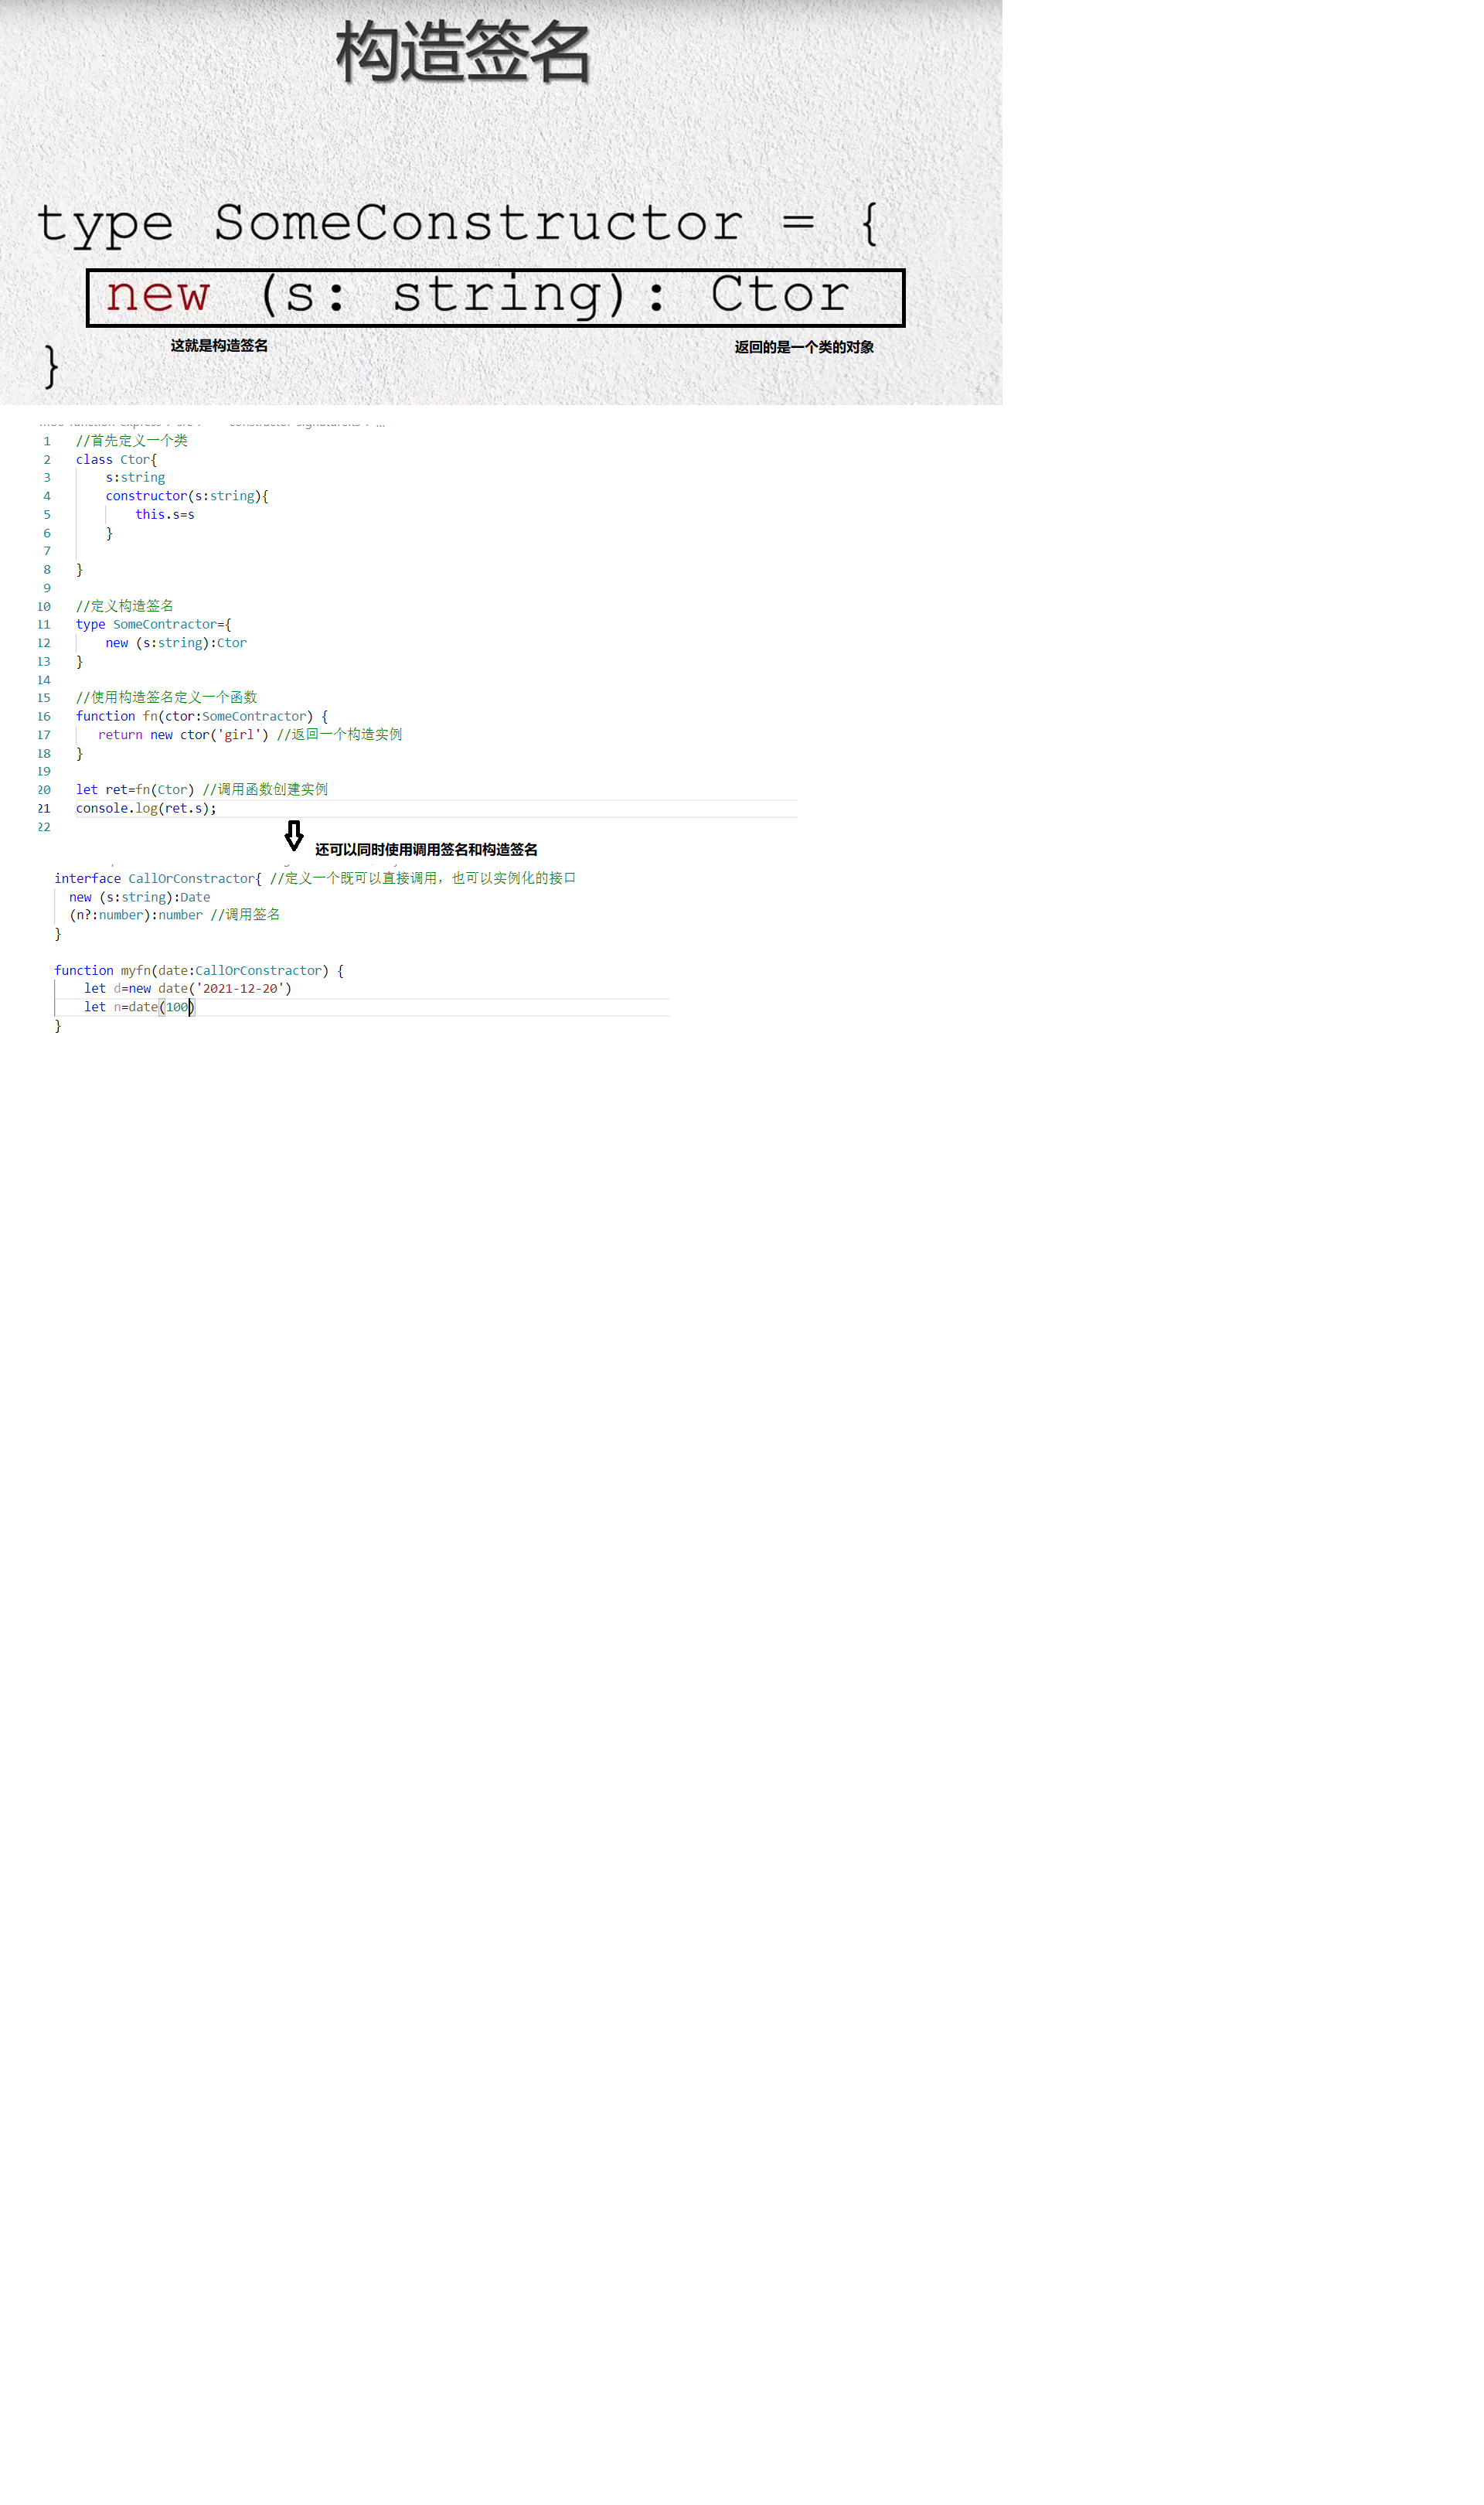 构造签名
type SomeConstructor = {
new (s: string): Ctor
这就是构造签名
返回的是一个类的对象
}
1 //首先定义一个类
2 class Ctor{
3 s:string
4 constructor(s:string){
5 this.s=s
6 }
7
8 }
9
10 //定义构造签名
11 type SomeContractor={
12 new (s:string):Ctor
13 }
14
15 //使用构造签名定义一个函数
16 function fn(ctor:SomeContractor) {
17 return new ctor('girl') //返回一个构造实例
18 }
19
20 let ret=fn(Ctor) //调用函数创建实例
21 console.log(ret.s);
22
还可以同时使用调用签名和构造签名
interface CallOrConstractor{ //定义一个既可以直接调用，也可以实例化的接口
new (s:string):Date
(n?:number):number //调用签名
}
function myfn(date:CallOrConstractor) {
let d=new date('2021-12-20')
let n=date(100)
}